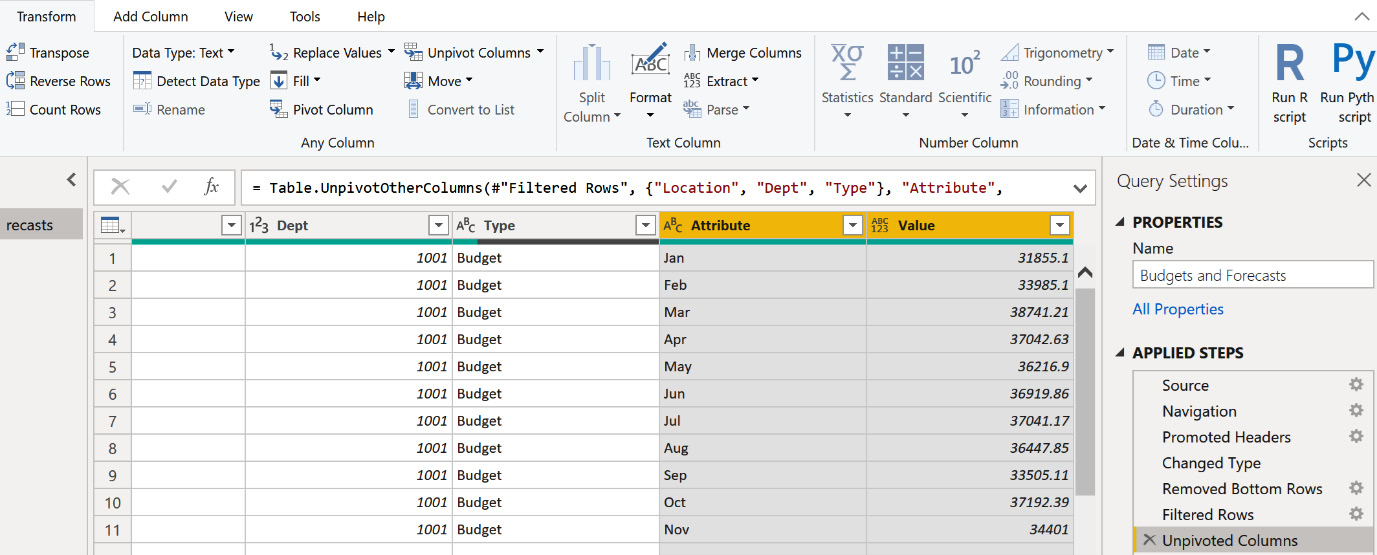 Transform Add Column View Tools Help
Transpose Data Type: Text Replace Values Unpivot Columns Merge Columns Trigonometry Date
Reverse Rows Detect Data Type Fill Move Extract Rounding Time
Count Rows Rename Pivot Column Convert to List Parse Information Duration
Split Column Format Statistics Standard Scientific Run R script Run Pyth script
Any Column Text Column Number Column Date & Time Colu... Scripts
= Table.UnpivotOtherColumns(#"Filtered Rows", {"Location", "Dept", "Type"}, "Attribute",
recasts
Dept Type Attribute Value
1 1001 Budget Jan 31855.1
2 1001 Budget Feb 33985.1
3 1001 Budget Mar 38741.21
4 1001 Budget Apr 37042.63
5 1001 Budget May 36216.9
6 1001 Budget Jun 36919.86
7 1001 Budget Jul 37041.17
8 1001 Budget Aug 36447.85
9 1001 Budget Sep 33505.11
10 1001 Budget Oct 37192.39
11 1001 Budget Nov 34401
Query Settings
PROPERTIES
Name
Budgets and Forecasts
All Properties
APPLIED STEPS
Source
Navigation
Promoted Headers
Changed Type
Removed Bottom Rows
Filtered Rows
Unpivoted Columns